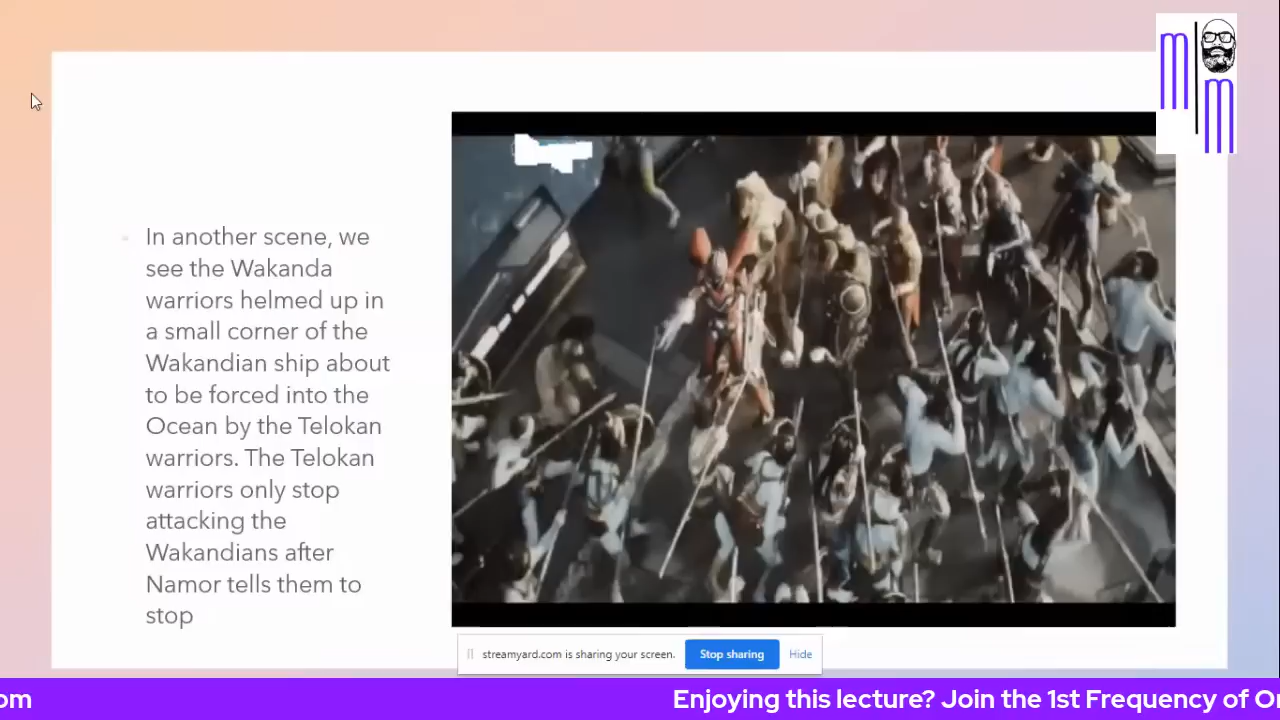 In another scene, we
see the Wakanda
warriors helmed up in
a small corner of the
Wakandian ship about
to be forced into the
Ocean by the Telokan
warriors. The Telokan
warriors only stop
attacking the
Wakandians after
Namor tells them to
stop
m
m
streamyard.com is sharing your screen. Stop sharing Hide
om Enjoying this lecture? Join the 1st Frequency of